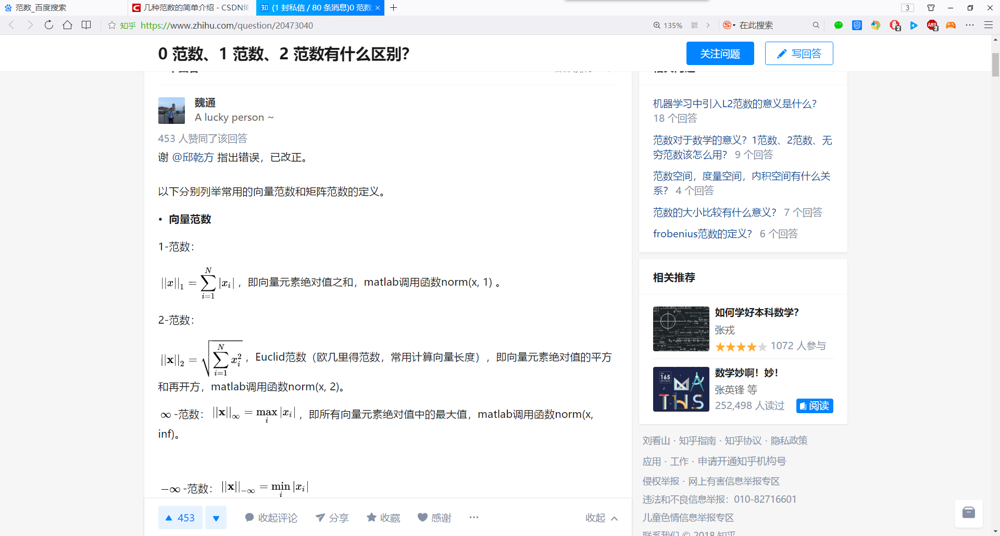 范数_百度搜索
几种范数的简单介绍 - CSDN博
知 (1 封私信 / 80 条消息)0 范数
3
知乎 https://www.zhihu.com/question/20473040
135%
在此搜索
0 范数、1 范数、2 范数有什么区别？
关注问题
写回答
魏通
A lucky person ~
453 人赞同了该回答
谢 @邱乾方 指出错误，已改正。
以下分别列举常用的向量范数和矩阵范数的定义。
• 向量范数
1-范数：
||x||₁ = ∑_{i=1}^{N} |x_i| ，即向量元素绝对值之和，matlab调用函数norm(x, 1) 。
2-范数：
||x||₂ = √(∑_{i=1}^{N} x_i²) ，Euclid范数（欧几里得范数，常用计算向量长度），即向量元素绝对值的平方
和再开方，matlab调用函数norm(x, 2)。
∞ -范数： ||x||_∞ = max_i |x_i| ，即所有向量元素绝对值中的最大值，matlab调用函数norm(x,
inf)。
−∞ -范数： ||x||_{−∞} = min_i |x_i|
453
收起评论
分享
收藏
感谢
收起
相关问题
机器学习中引入L2范数的意义是什么？
18 个回答
范数对于数学的意义？1范数、2范数、无
穷范数该怎么用？ 9 个回答
范数空间，度量空间，内积空间有什么关
系？ 4 个回答
范数的大小比较有什么意义？ 7 个回答
frobenius范数的定义？ 6 个回答
相关推荐
如何学好本科数学？
张戎
1072 人参与
165
MATHS
数学妙啊！妙！
张英锋 等
252,498 人读过
阅读
刘看山 · 知乎指南 · 知乎协议 · 隐私政策
应用 · 工作 · 申请开通知乎机构号
侵权举报 · 网上有害信息举报专区
违法和不良信息举报：010-82716601
儿童色情信息举报专区
联系我们 © 2018 知乎